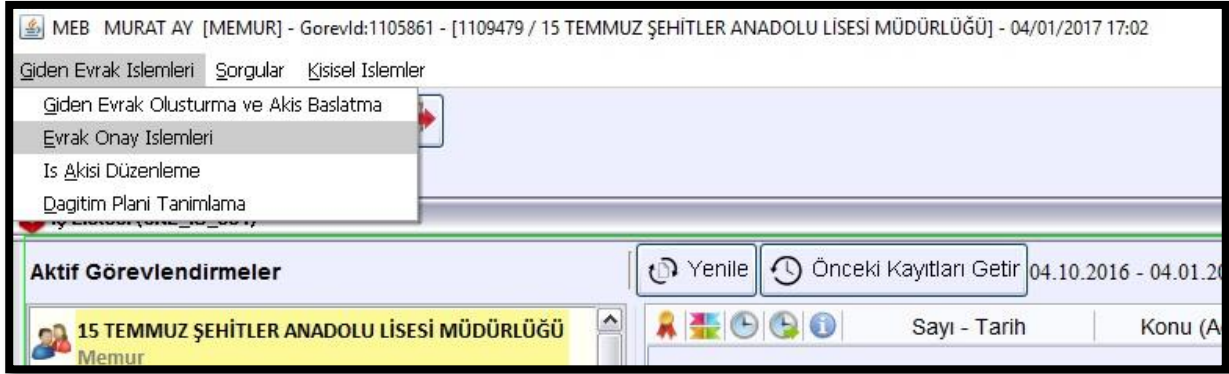 MEB MURAT AY [MEMUR] - GorevId:1105861 - [1109479 / 15 TEMMUZ ŞEHİTLER ANADOLU LİSESİ MÜDÜRLÜĞÜ] - 04/01/2017 17:02
Giden Evrak Islemleri Sorgular Kisisel Islemler
Giden Evrak Olusturma ve Akis Baslatma
Evrak Onay Islemleri
Is Akisi Düzenleme
Dagitim Plani Tanimlama
Aktif Görevlendirmeler
Yenile Önceki Kayıtları Getir 04.10.2016 - 04.01.20
15 TEMMUZ ŞEHİTLER ANADOLU LİSESİ MÜDÜRLÜĞÜ
Memur
Sayı - Tarih Konu (A